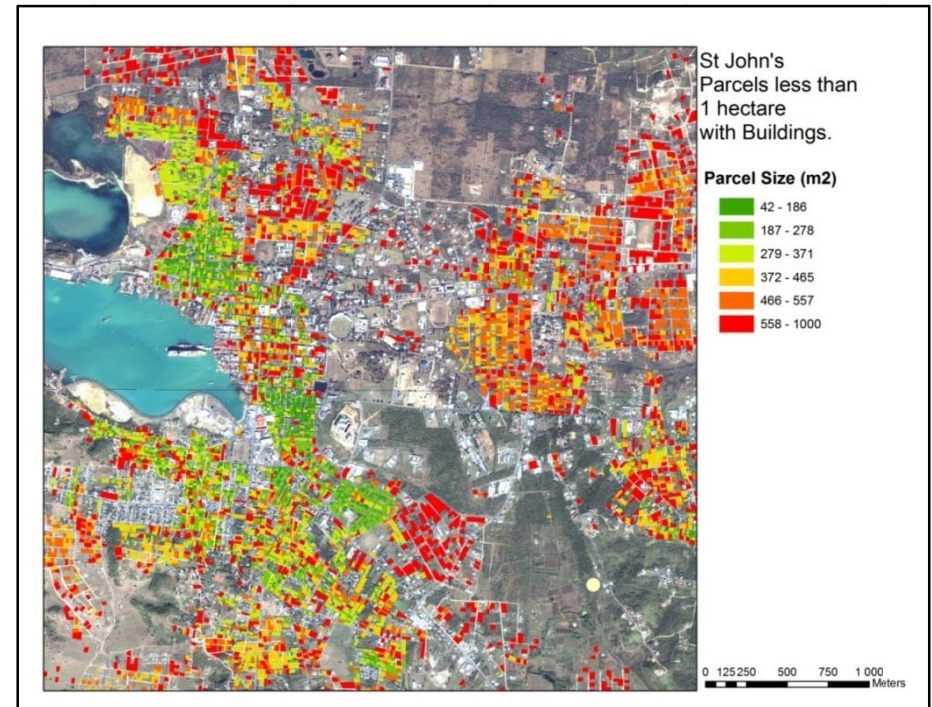 St John's
Parcels less than
1 hectare
with Buildings.
Parcel Size (m2)
42 - 186
187 - 278
279 - 371
372 - 465
466 - 557
558 - 1000
0 125 250 500 750 1 000
Meters